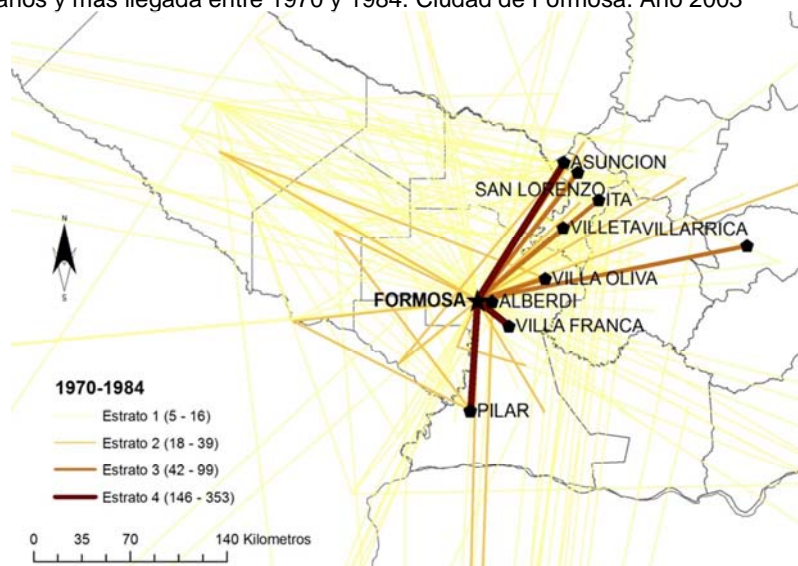 años y más llegada entre 1970 y 1984. Ciudad de Formosa. Año 2003
ASUNCION
SAN LORENZO
ITA
VILLETA
VILLARRICA
VILLA OLIVA
FORMOSA
ALBERDI
VILLA FRANCA
PILAR
N
S
1970-1984
Estrato 1 (5 - 16)
Estrato 2 (18 - 39)
Estrato 3 (42 - 99)
Estrato 4 (146 - 353)
0 35 70 140 Kilometros